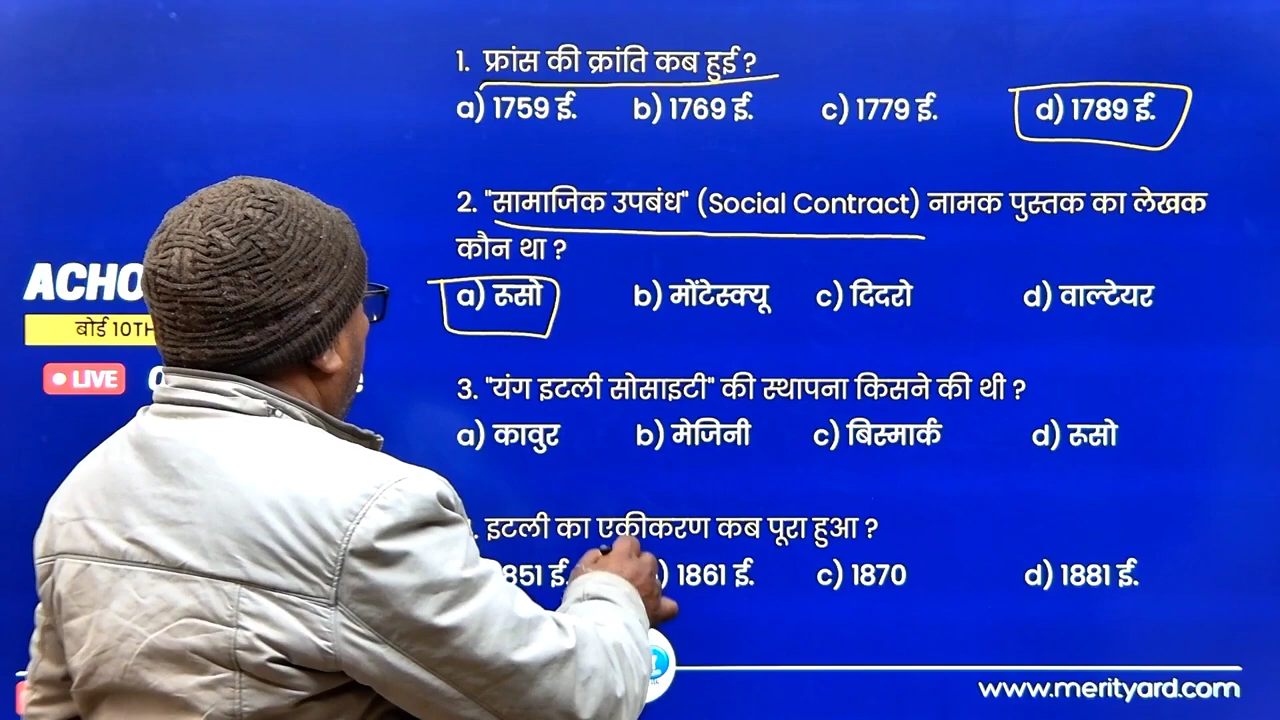 1. फ्रांस की क्रांति कब हुई ?
a) 1759 ई. b) 1769 ई. c) 1779 ई. d) 1789 ई.
2. "सामाजिक उपबंध" (Social Contract) नामक पुस्तक का लेखक
कौन था ?
a) रूसो b) मोंटेस्क्यू c) दिदरो d) वाल्टेयर
3. "यंग इटली सोसाइटी" की स्थापना किसने की थी ?
a) कावुर b) मेजिनी c) बिस्मार्क d) रूसो
. इटली का एकीकरण कब पूरा हुआ ?
851 ई. ) 1861 ई. c) 1870 d) 1881 ई.
ACHO
बोर्ड 10TH
LIVE
www.merityard.com